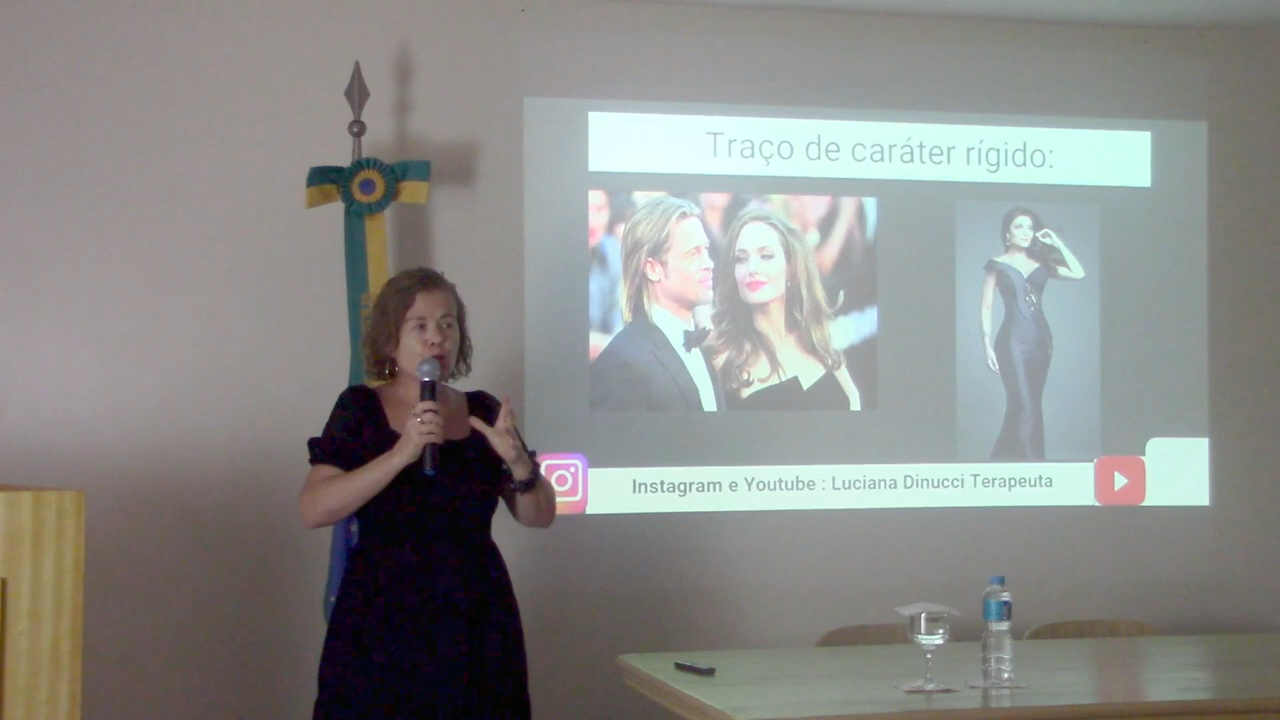 Traço de caráter rígido:
Instagram e Youtube : Luciana Dinucci Terapeuta